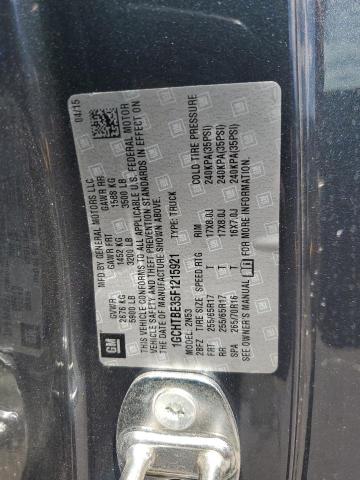 MFD BY GENERAL MOTORS LLC
04/15
GVWR GAWR FRT GAWR RR
2676 KG 1452 KG 1588 KG
5900 LB 3200 LB 3500 LB
THIS VEHICLE CONFORMS TO ALL
APPLICABLE U.S. FEDERAL MOTOR
VEHICLE SAFETY AND THEFT
PREVENTION STANDARDS IN EFFECT ON
THE DATE OF MANUFACTURE SHOWN ABOVE.
1GCHTBE35F1215921 TYPE: TRUCK
MODEL: 2N53
2BFZ TIRE SIZE SPEED RTG RIM COLD TIRE PRESSURE
FRT 255/65R17 T 17X8.0J 240KPA(35PSI)
RR 255/65R17 T 17X8.0J 240KPA(35PSI)
SPA 265/70R16 T 16X7.0J 240KPA(35PSI)
SEE OWNER'S MANUAL FOR MORE INFORMATION.
GM